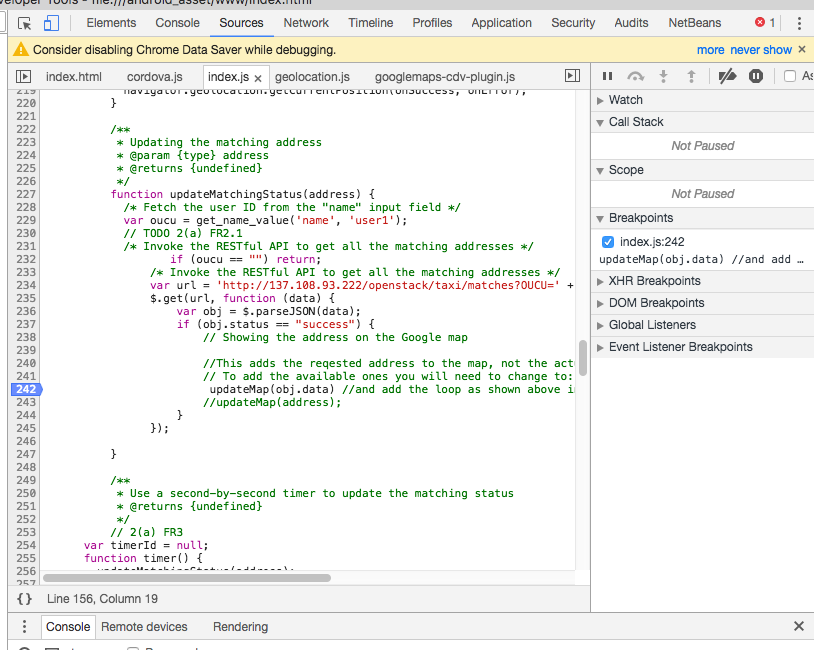 Developer Tools - file:///android_asset/www/index.html
Elements Console Sources Network Timeline Profiles Application Security Audits NetBeans 1
Consider disabling Chrome Data Saver while debugging. more never show ×
index.html cordova.js index.js × geolocation.js googlemaps-cdv-plugin.js
219 navigator.geolocation.getCurrentPosition(onSuccess, onError);
220 }
221
222 /**
223 * Updating the matching address
224 * @param {type} address
225 * @returns {undefined}
226 */
227 function updateMatchingStatus(address) {
228 /* Fetch the user ID from the "name" input field */
229 var oucu = get_name_value('name', 'user1');
230 // TODO 2(a) FR2.1
231 /* Invoke the RESTful API to get all the matching addresses */
232 if (oucu == "") return;
233 /* Invoke the RESTful API to get all the matching addresses */
234 var url = 'http://137.108.93.222/openstack/taxi/matches?OUCU=' +
235 $.get(url, function (data) {
236 var obj = $.parseJSON(data);
237 if (obj.status == "success") {
238 // Showing the address on the Google map
239
240 //This adds the reqested address to the map, not the act
241 // To add the available ones you will need to change to:
242 updateMap(obj.data) //and add the loop as shown above i
243 //updateMap(address);
244 }
245 });
246
247 }
248
249 /**
250 * Use a second-by-second timer to update the matching status
251 * @returns {undefined}
252 */
253 // 2(a) FR3
254 var timerId = null;
255 function timer() {
256 updateMatchingStatus(address);
257
{} Line 156, Column 19
As
Watch
Call Stack
Not Paused
Scope
Not Paused
Breakpoints
index.js:242
updateMap(obj.data) //and add …
XHR Breakpoints
DOM Breakpoints
Global Listeners
Event Listener Breakpoints
Console Remote devices Rendering ×